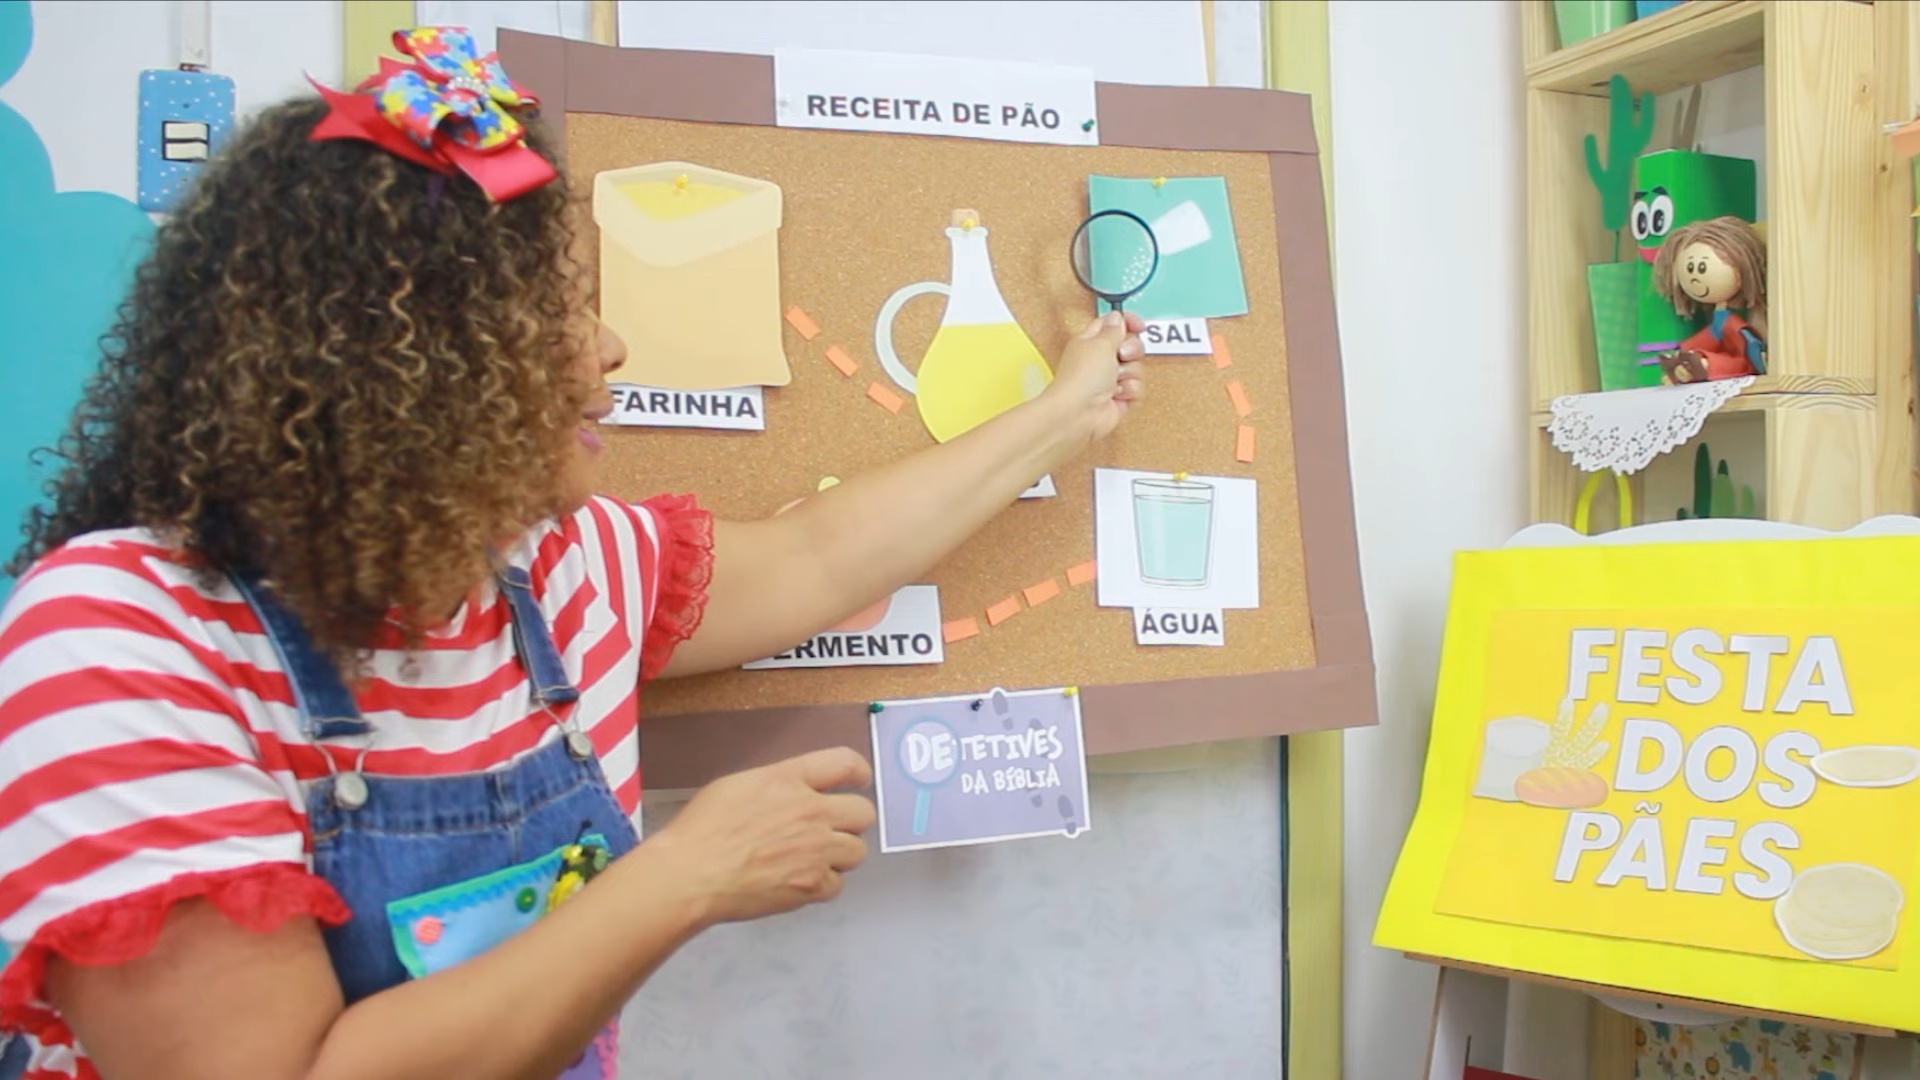 RECEITA DE PÃO
FARINHA
SAL
ÁGUA
ERMENTO
DETETIVES
DA BÍBLIA
FESTA
DOS
PÃES